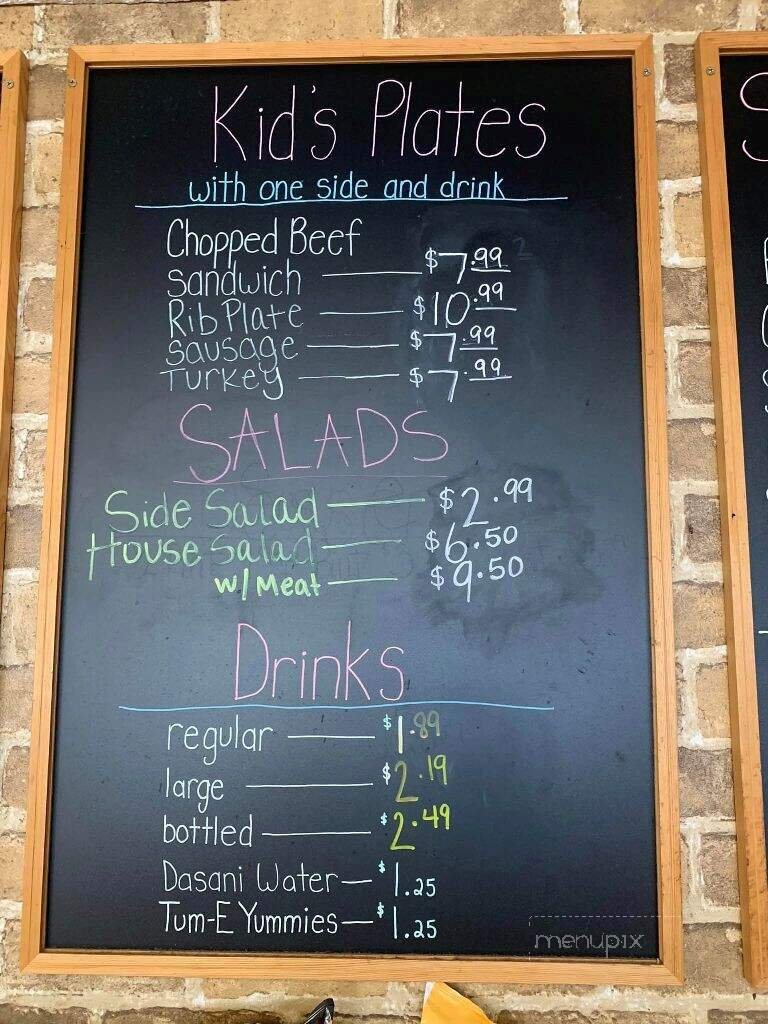 Kid's Plates
with one side and drink
Chopped Beef
Sandwich $7.99
Rib Plate $10.99
Sausage $7.99
Turkey $7.99
SALADS
Side Salad $2.99
House Salad $6.50
w/ Meat $9.50
Drinks
regular $1.89
large $2.19
bottled $2.49
Dasani Water $1.25
Tum-E Yummies $1.25
menupix